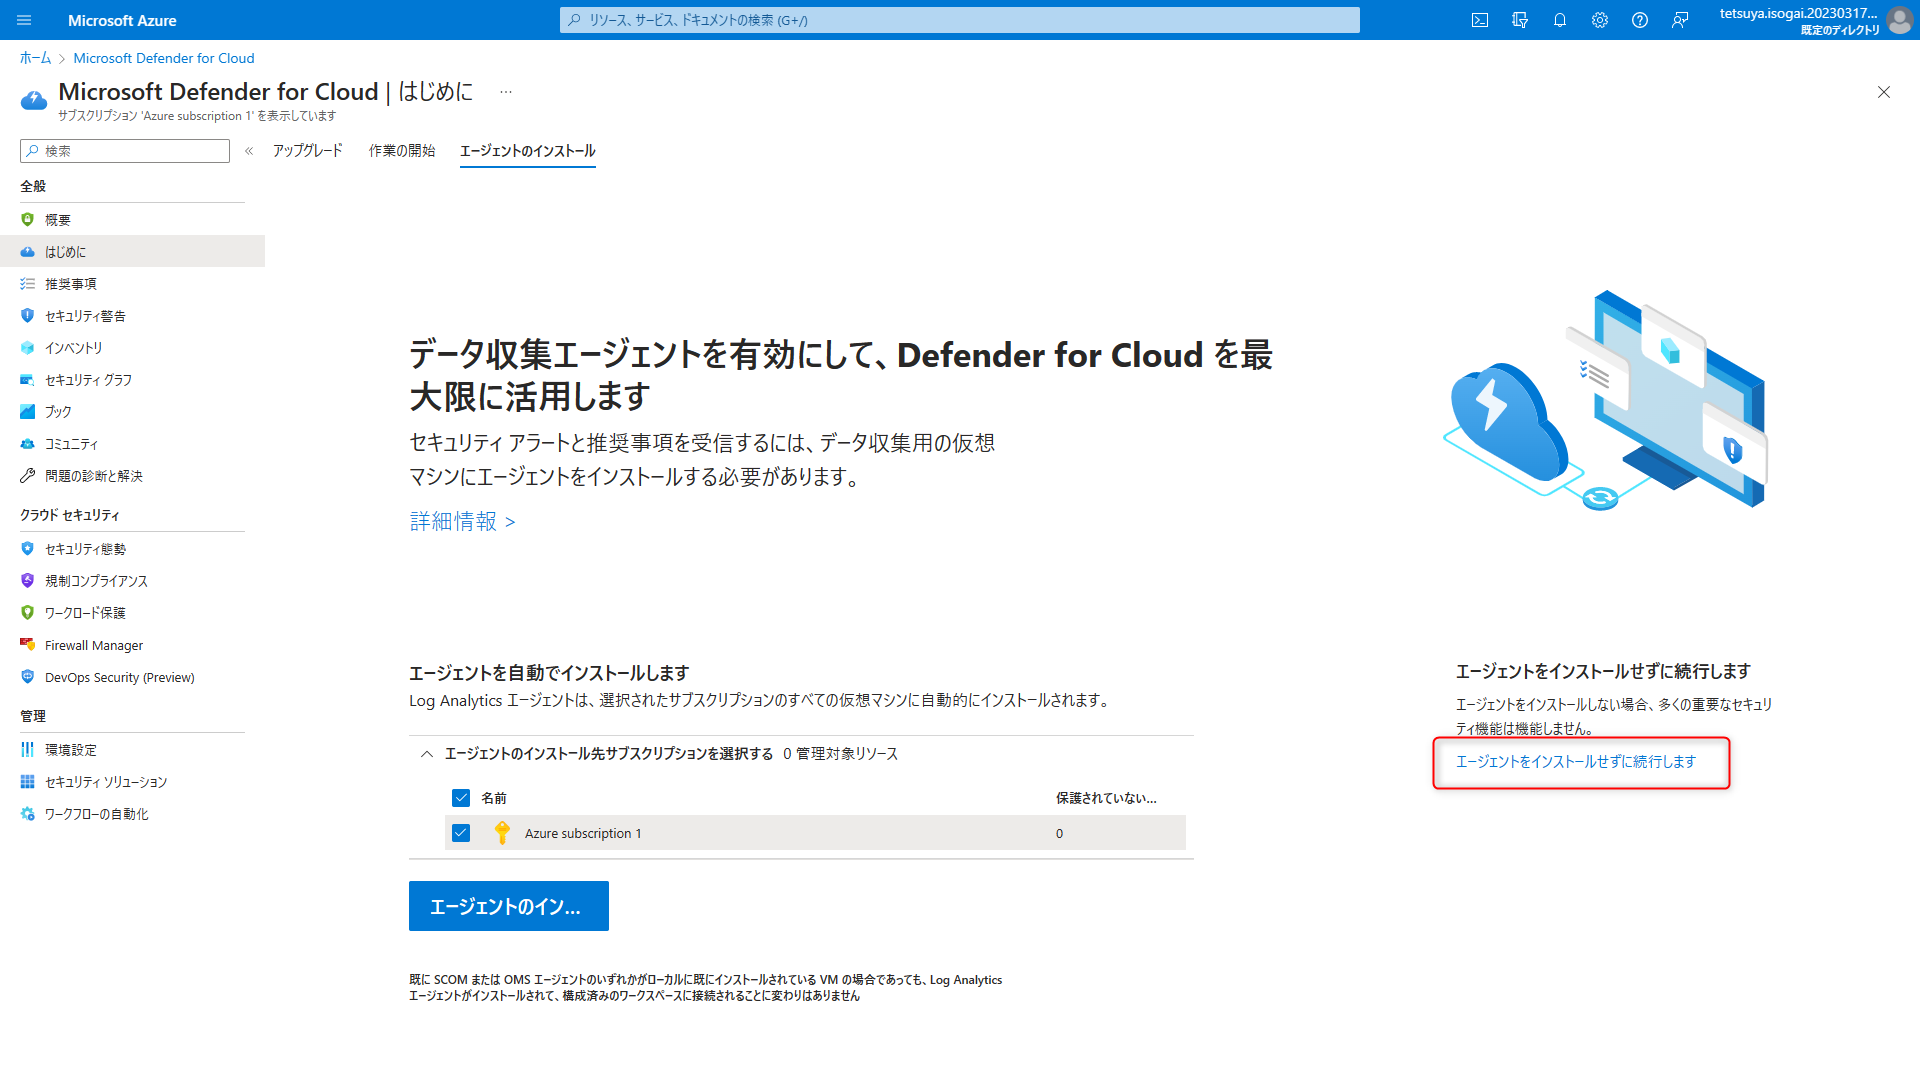 Microsoft Azure
リソース、サービス、ドキュメントの検索 (G+/)
tetsuya.isogai.20230317...
既定のディレクトリ
ホーム > Microsoft Defender for Cloud
Microsoft Defender for Cloud | はじめに ...
サブスクリプション 'Azure subscription 1' を表示しています
検索
«
アップグレード 作業の開始 エージェントのインストール
全般
概要
はじめに
推奨事項
セキュリティ警告
インベントリ
セキュリティ グラフ
ブック
コミュニティ
問題の診断と解決
クラウド セキュリティ
セキュリティ態勢
規制コンプライアンス
ワークロード保護
Firewall Manager
DevOps Security (Preview)
管理
環境設定
セキュリティ ソリューション
ワークフローの自動化
データ収集エージェントを有効にして、Defender for Cloud を最
大限に活用します
セキュリティ アラートと推奨事項を受信するには、データ収集用の仮想
マシンにエージェントをインストールする必要があります。
詳細情報 >
エージェントを自動でインストールします
Log Analytics エージェントは、選択されたサブスクリプションのすべての仮想マシンに自動的にインストールされます。
エージェントのインストール先サブスクリプションを選択する 0 管理対象リソース
名前 保護されていない...
Azure subscription 1 0
エージェントのイン...
既に SCOM または OMS エージェントのいずれかがローカルに既にインストールされている VM の場合であっても、Log Analytics
エージェントがインストールされて、構成済みのワークスペースに接続されることに変わりはありません
エージェントをインストールせずに続行します
エージェントをインストールしない場合、多くの重要なセキュリ
ティ機能は機能しません。
エージェントをインストールせずに続行します